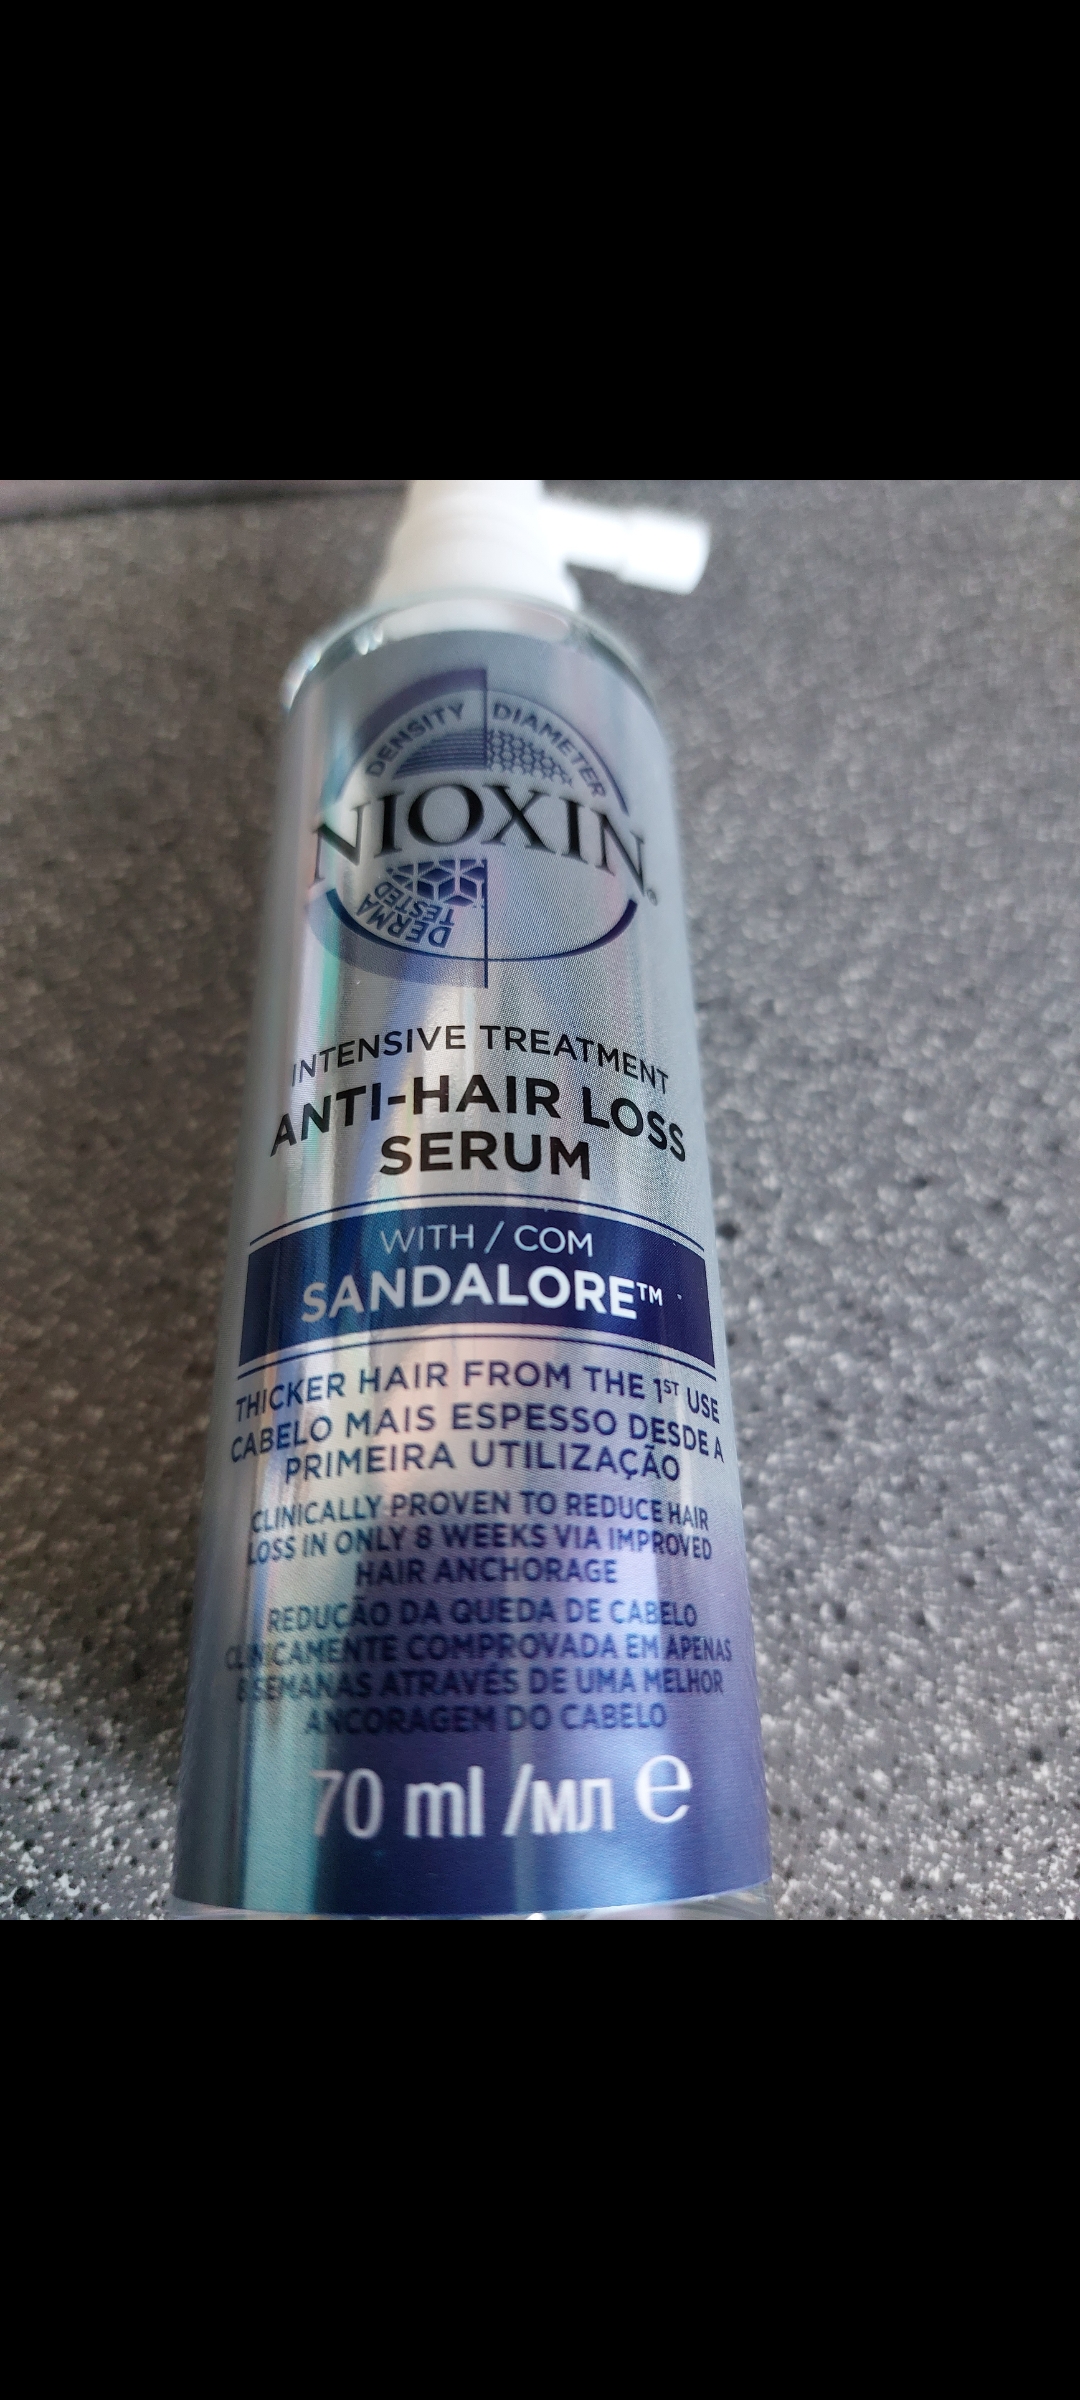 DENSITY DIAMETER
NIOXIN®
DERMA
TESTED
INTENSIVE TREATMENT
ANTI-HAIR LOSS
SERUM
WITH / COM
SANDALORE™
THICKER HAIR FROM THE 1ST USE
CABELO MAIS ESPESSO DESDE A
PRIMEIRA UTILIZAÇÃO
CLINICALLY PROVEN TO REDUCE HAIR
LOSS IN ONLY 8 WEEKS VIA IMPROVED
HAIR ANCHORAGE
REDUÇÃO DA QUEDA DE CABELO
CLINICAMENTE COMPROVADA EM APENAS
8 SEMANAS ATRAVÉS DE UMA MELHOR
ANCORAGEM DO CABELO
70 ml /мл e